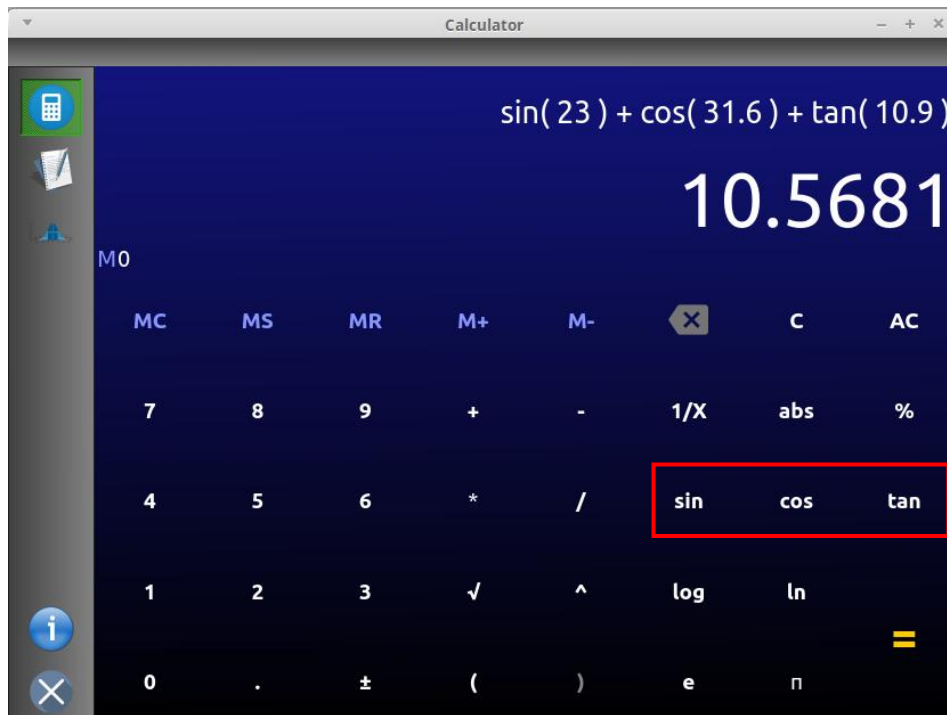 Calculator
sin( 23 ) + cos( 31.6 ) + tan( 10.9 )
10.5681
M0
MC MS MR M+ M- C AC
7 8 9 + - 1/X abs %
4 5 6 * / sin cos tan
1 2 3 √ ^ log ln
=
0 . ± ( ) e п